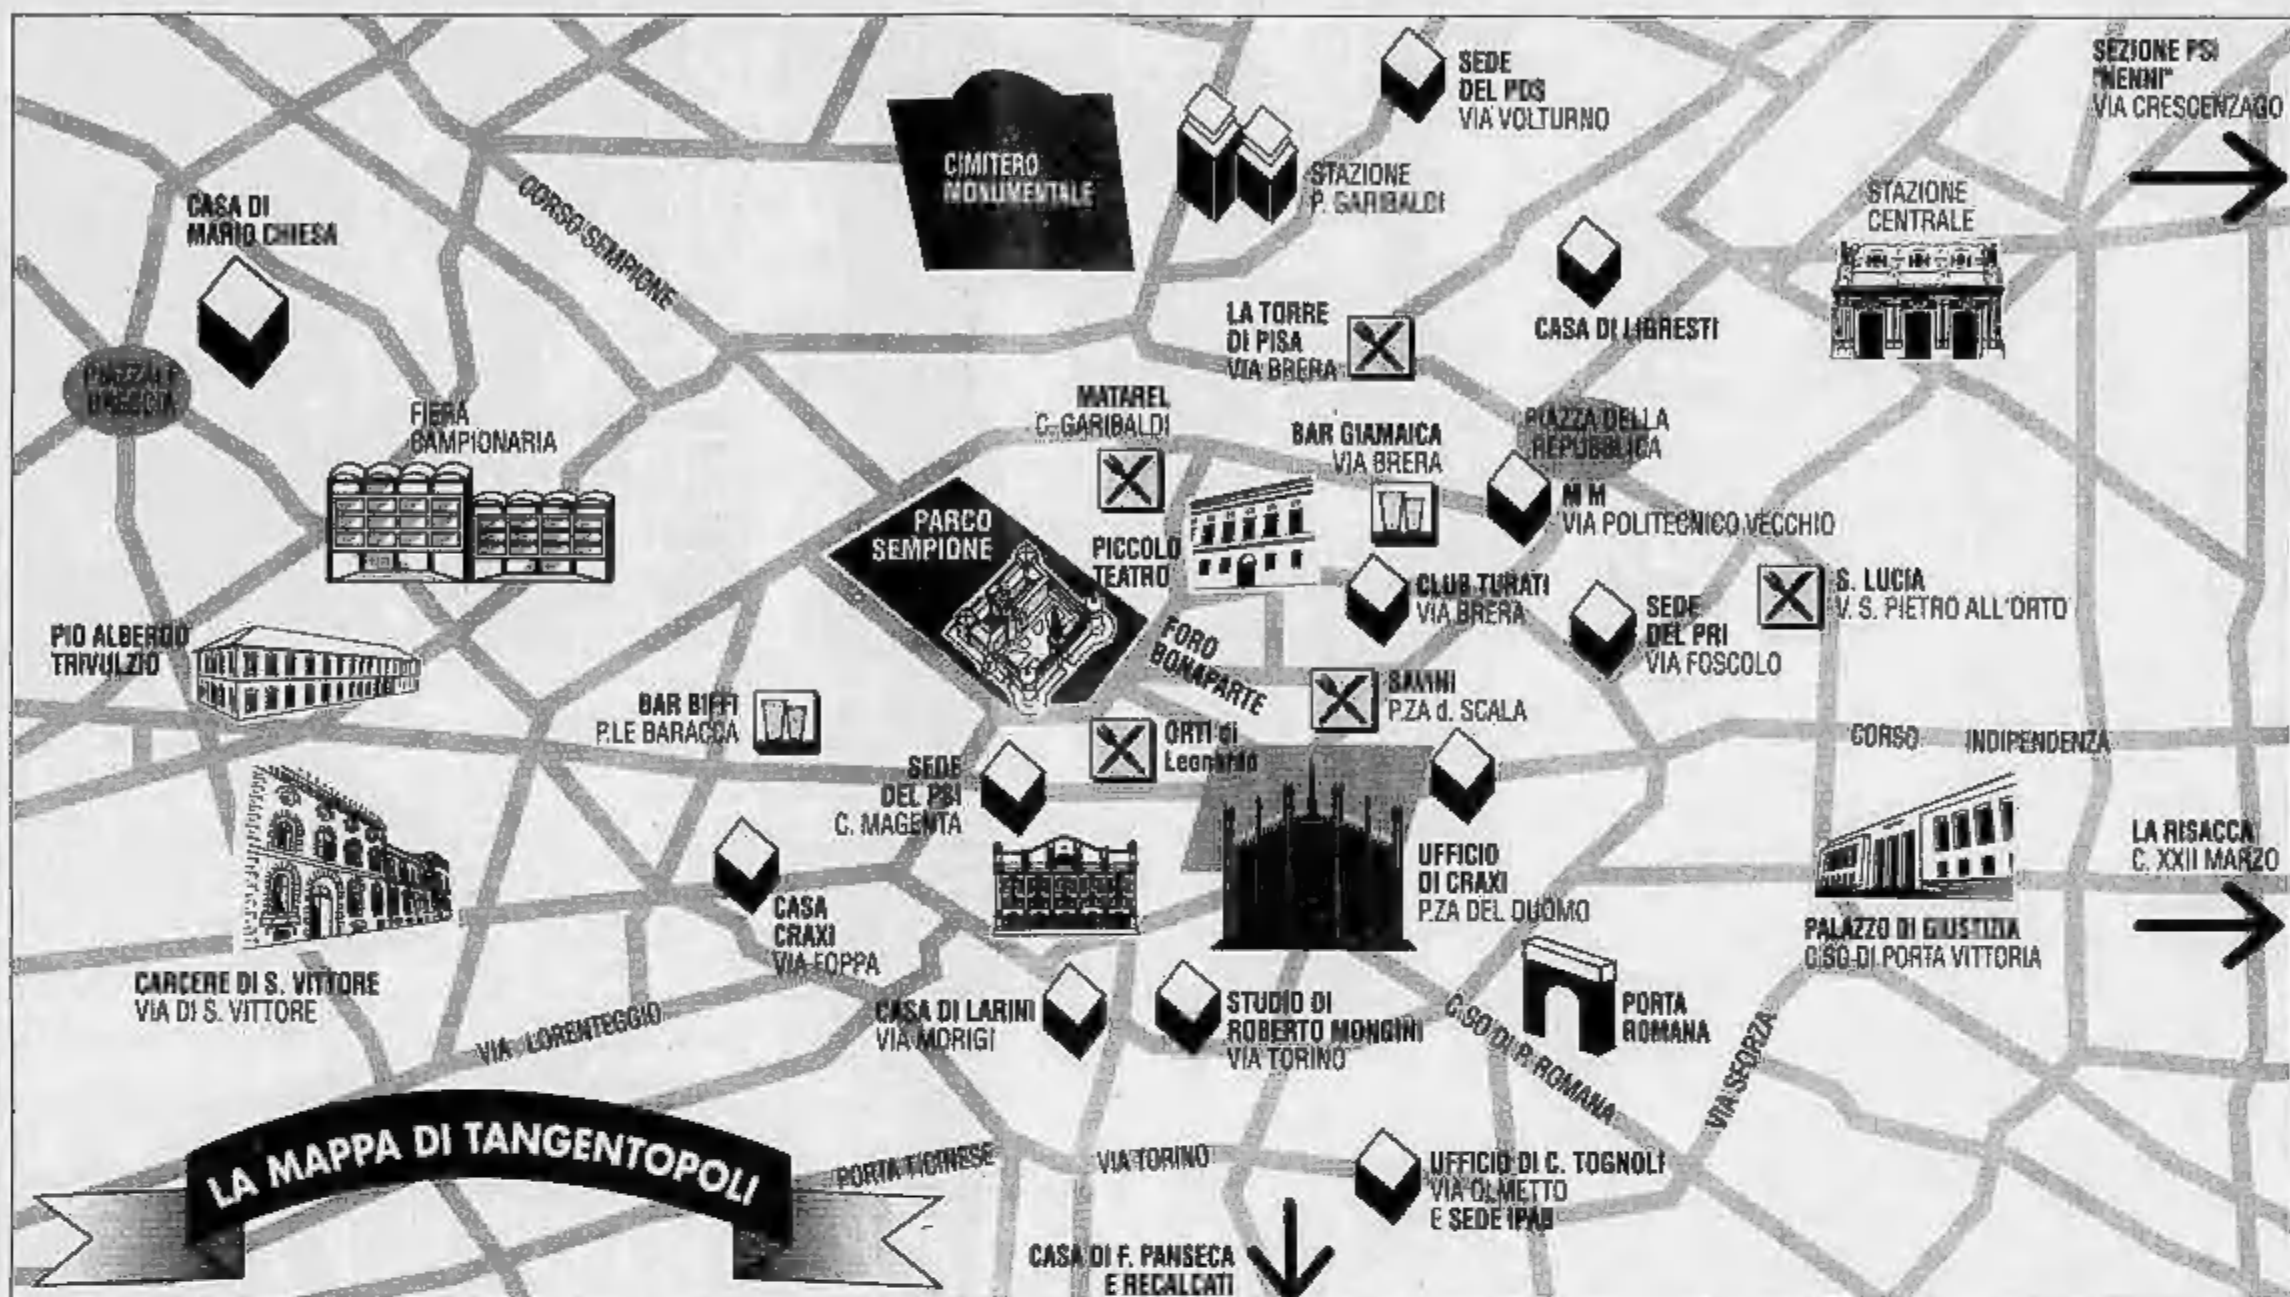 SEDE
DEL PDS
VIA VOLTURNO
SEZIONE PSI
"NENNI"
VIA CRESCENZAGO
CIMITERO
MONUMENTALE
STAZIONE
P. GARIBALDI
STAZIONE
CENTRALE
CASA DI
MARIO CHIESA
CORSO SEMPIONE
LA TORRE
DI PISA
VIA BRERA
CASA DI LIGRESTI
PIAZZALE
BRESCIA
FIERA
CAMPIONARIA
MATAREL
C. GARIBALDI
BAR GIAMAICA
VIA BRERA
PIAZZA DELLA
REPUBBLICA
M M
VIA POLITECNICO VECCHIO
PARCO
SEMPIONE
PICCOLO
TEATRO
CLUB TURATI
VIA BRERA
S. LUCIA
V. S. PIETRO ALL'ORTO
SEDE
DEL PRI
VIA FOSCOLO
PIO ALBERGO
TRIVULZIO
FORO
BONAPARTE
BAR BIFFI
P.LE BARACCA
SAVINI
P.ZA d. SCALA
ORTI di
Leonardo
CORSO INDIPENDENZA
SEDE
DEL PSI
C. MAGENTA
UFFICIO
DI CRAXI
P.ZA DEL DUOMO
LA RISACCA
C. XXII MARZO
CASA
CRAXI
VIA FOPPA
PALAZZO DI GIUSTIZIA
C.SO DI PORTA VITTORIA
CARCERE DI S. VITTORE
VIA DI S. VITTORE
CASA DI LARINI
VIA MORIGI
STUDIO DI
ROBERTO MONGINI
VIA TORINO
C.SO DI P. ROMANA
PORTA
ROMANA
VIA LORENTEGGIO
VIA SFORZA
LA MAPPA DI TANGENTOPOLI
PORTA TICINESE
VIA TORINO
UFFICIO DI C. TOGNOLI
VIA OLMETTO
E SEDE IPAB
CASA DI F. PANSECA
E RECALCATI